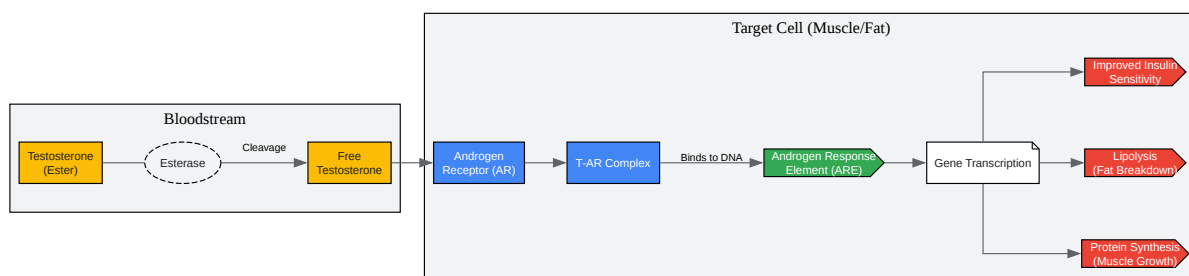 Target Cell (Muscle/Fat)
Improved Insulin
Sensitivity
Bloodstream
Testosterone
(Ester)
Esterase
Cleavage
Free
Testosterone
Androgen
Receptor (AR)
T-AR Complex
Binds to DNA
Androgen Response
Element (ARE)
Gene Transcription
Lipolysis
(Fat Breakdown)
Protein Synthesis
(Muscle Growth)